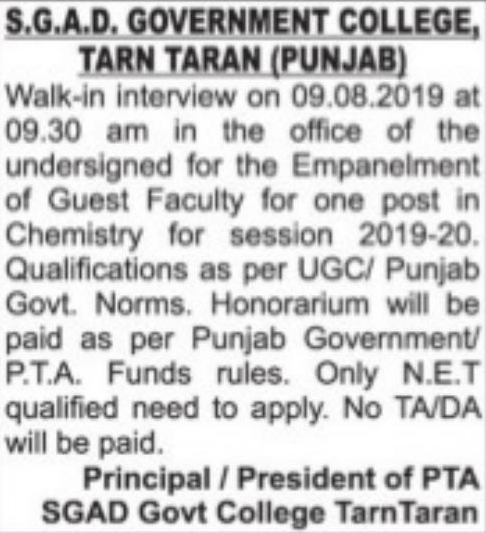 S.G.A.D. GOVERNMENT COLLEGE,
TARN TARAN (PUNJAB)
Walk-in interview on 09.08.2019 at
09.30 am in the office of the
undersigned for the Empanelment
of Guest Faculty for one post in
Chemistry for session 2019-20.
Qualifications as per UGC/ Punjab
Govt. Norms. Honorarium will be
paid as per Punjab Government/
P.T.A. Funds rules. Only N.E.T
qualified need to apply. No TA/DA
will be paid.
Principal / President of PTA
SGAD Govt College TarnTaran